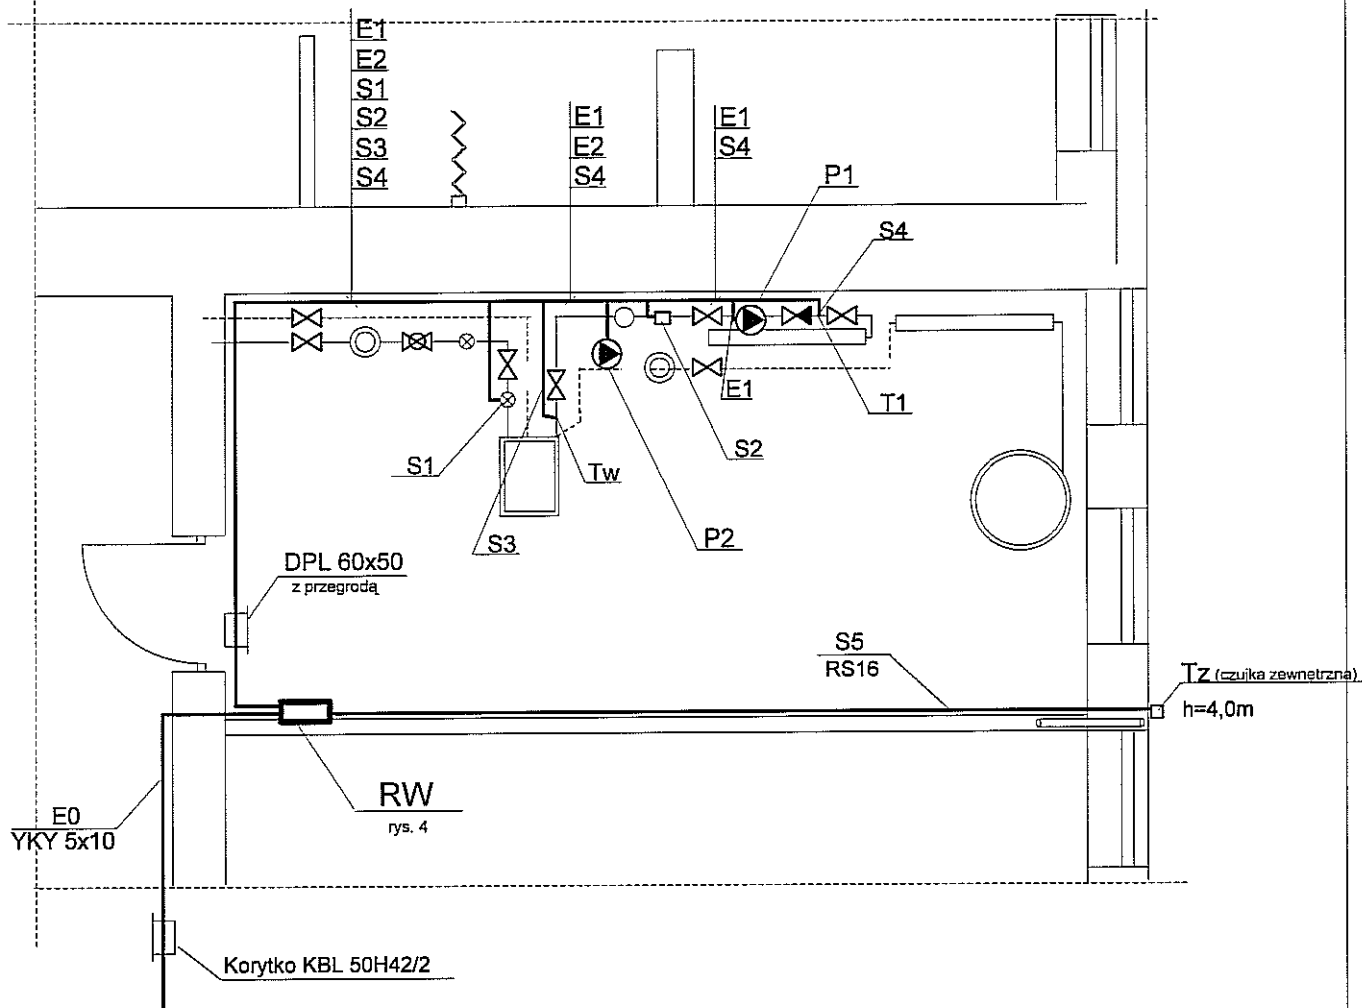 E1
E2
S1
S2
S3
S4
E1
E2
S4
E1
S4
P1
S4
E1
T1
S2
S1
Tw
S3
P2
DPL 60x50
z przegrodą
S5
RS16
Tz (czujka zewnetrzna)
h=4,0m
RW
rys. 4
E0
YKY 5x10
Korytko KBL 50H42/2